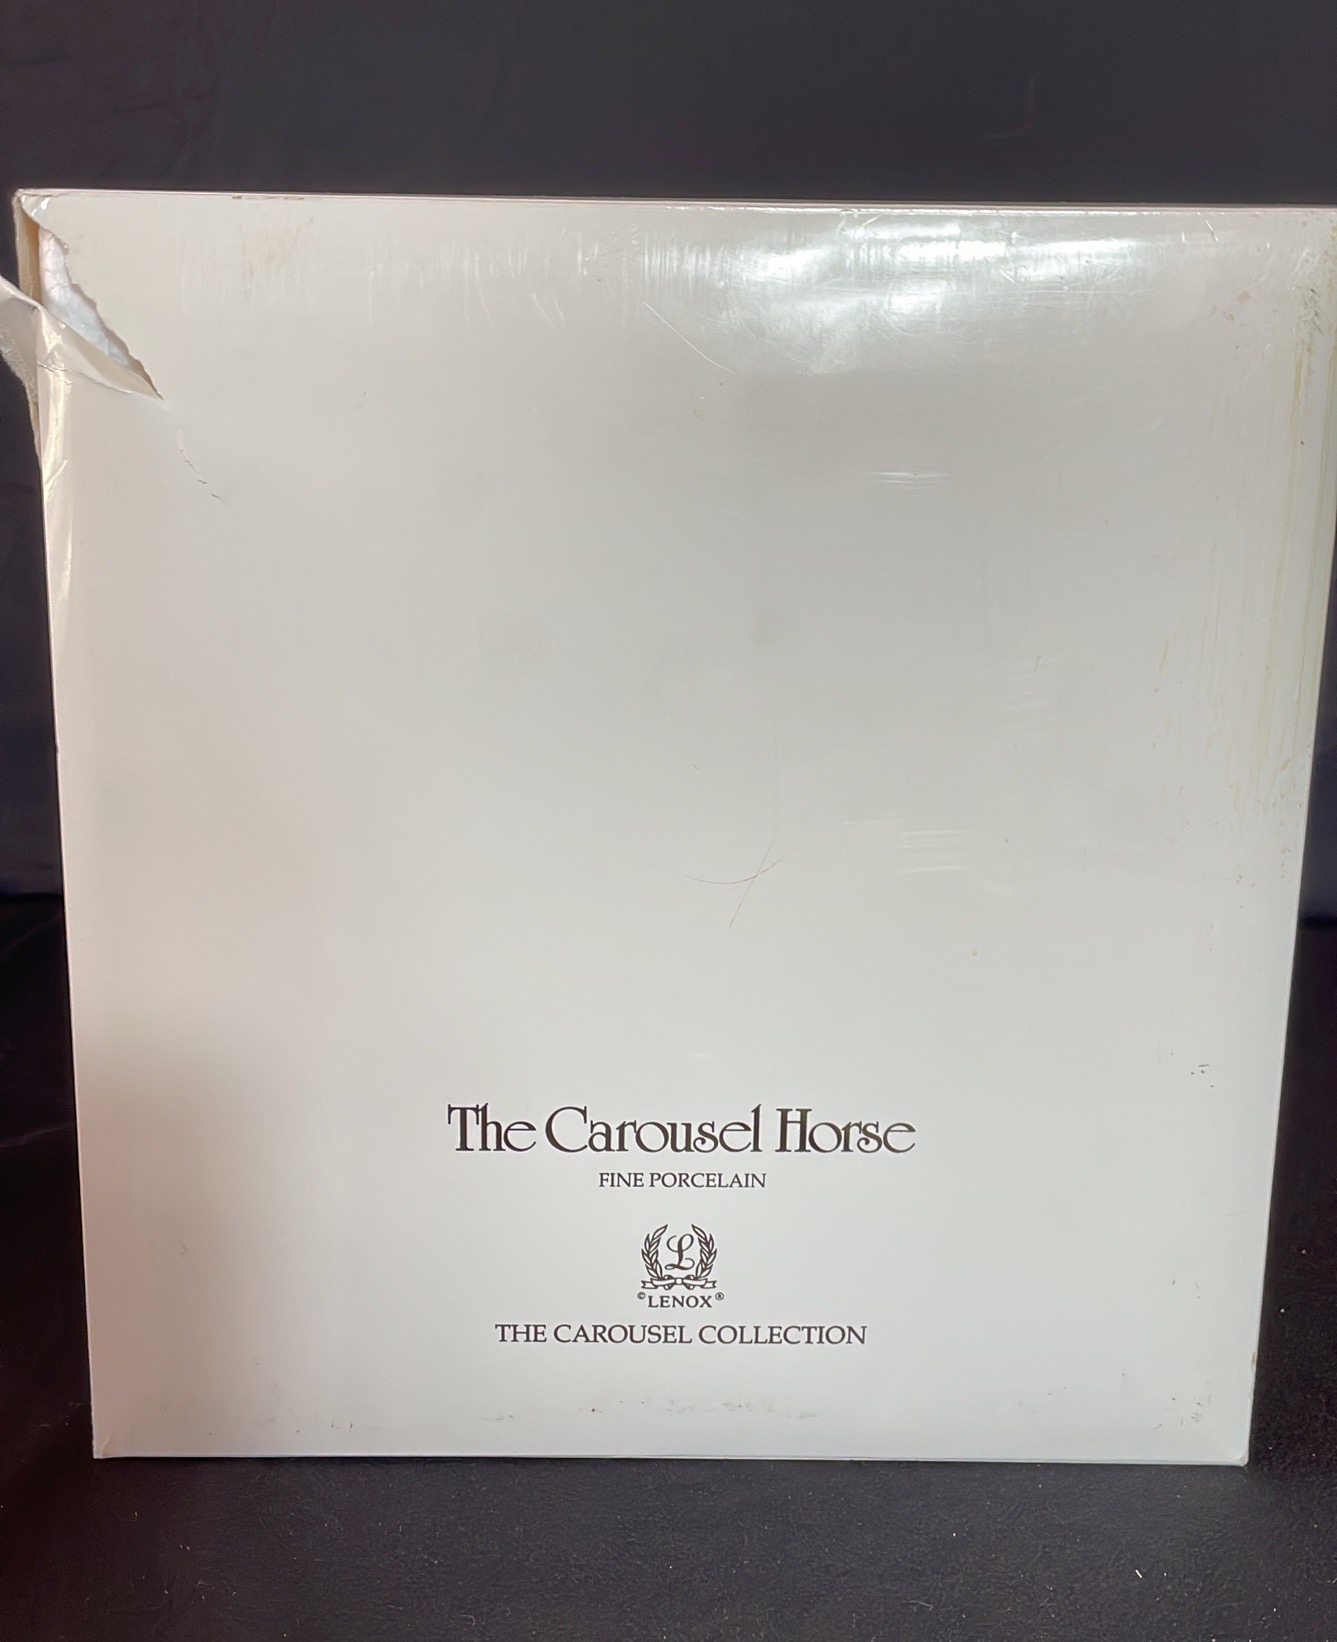 The Carousel Horse
FINE PORCELAIN
L
©LENOX®
THE CAROUSEL COLLECTION